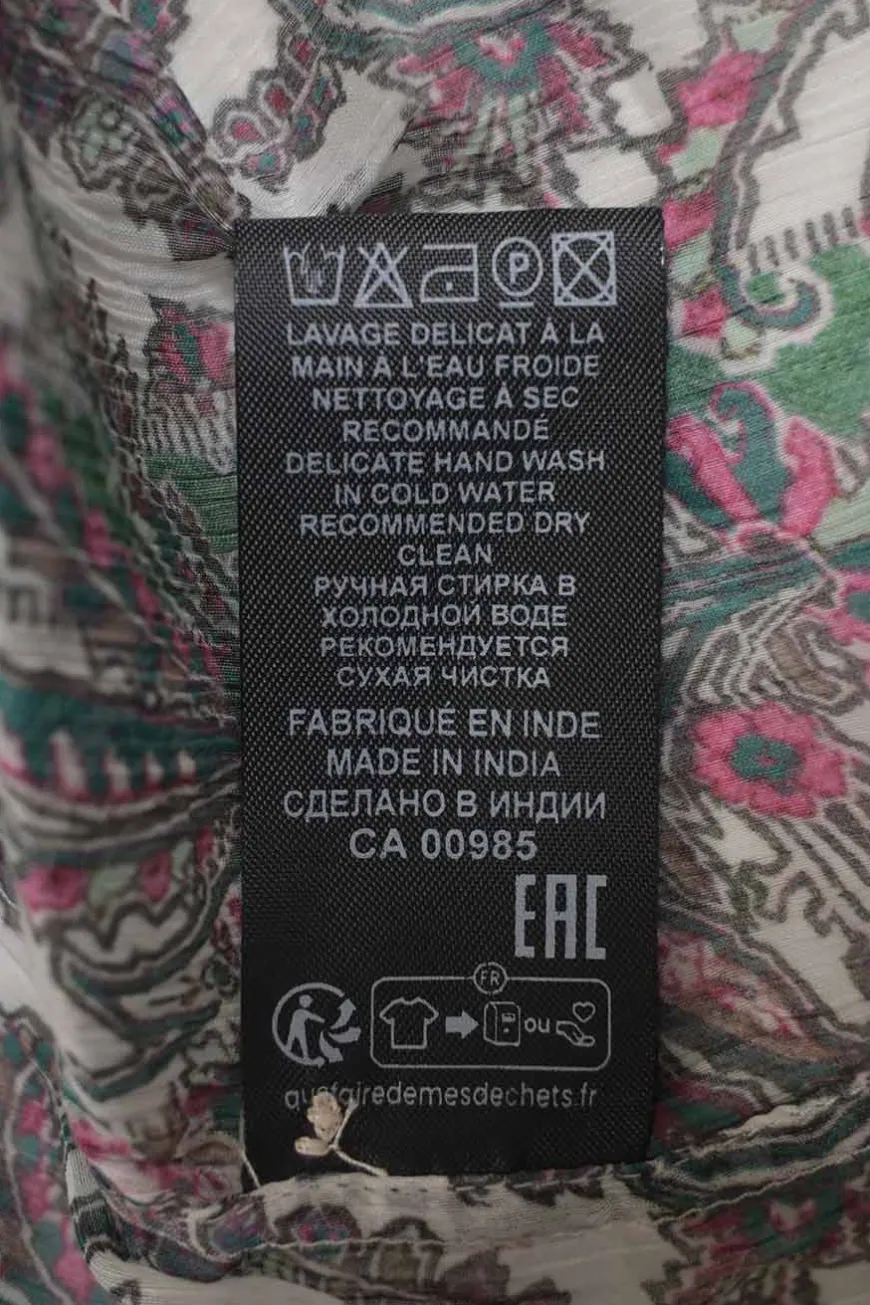 P
LAVAGE DELICAT À LA
MAIN A L'EAU FROIDE
NETTOYAGE À SEC
RECOMMANDÉ
DELICATE HAND WASH
IN COLD WATER
RECOMMENDED DRY
CLEAN
РУЧНАЯ СТИРКА В
ХОЛОДНОЙ ВОДЕ
РЕКОМЕНДУЕТСЯ
СУХАЯ ЧИСТКА
FABRIQUÉ EN INDE
MADE IN INDIA
СДЕЛАНО В ИНДИИ
CA 00985
EAC
FR
ou
quefairedemesdechets.fr